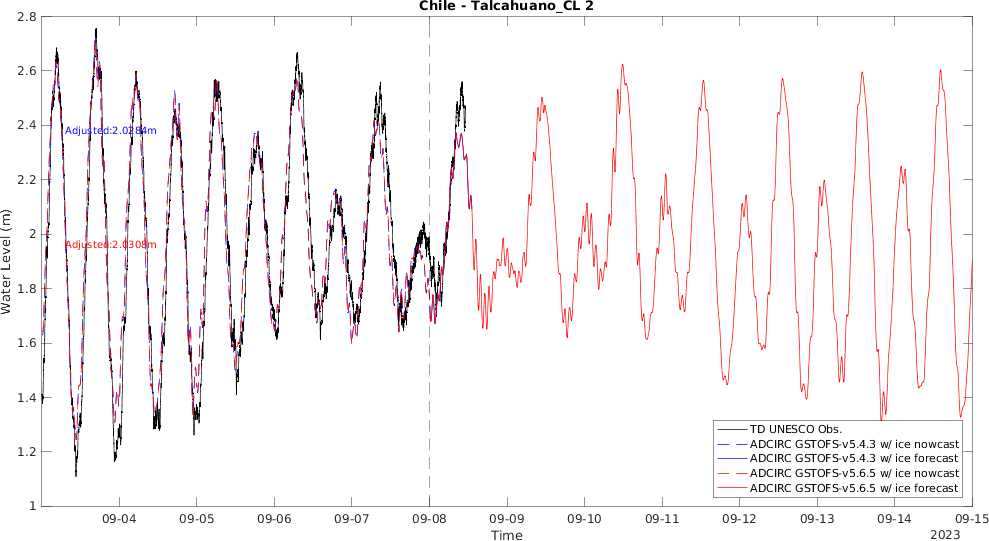 Chile - Talcahuano_CL 2
2.8
2.6
2.4
2.2
2
1.8
1.6
1.4
1.2
1
Water Level (m)
Adjusted:2.0284m
Adjusted:2.0308m
TD UNESCO Obs.
ADCIRC GSTOFS-v5.4.3 w/ ice nowcast
ADCIRC GSTOFS-v5.4.3 w/ ice forecast
ADCIRC GSTOFS-v5.6.5 w/ ice nowcast
ADCIRC GSTOFS-v5.6.5 w/ ice forecast
09-04 09-05 09-06 09-07 09-08 09-09 09-10 09-11 09-12 09-13 09-14 09-15
Time
2023